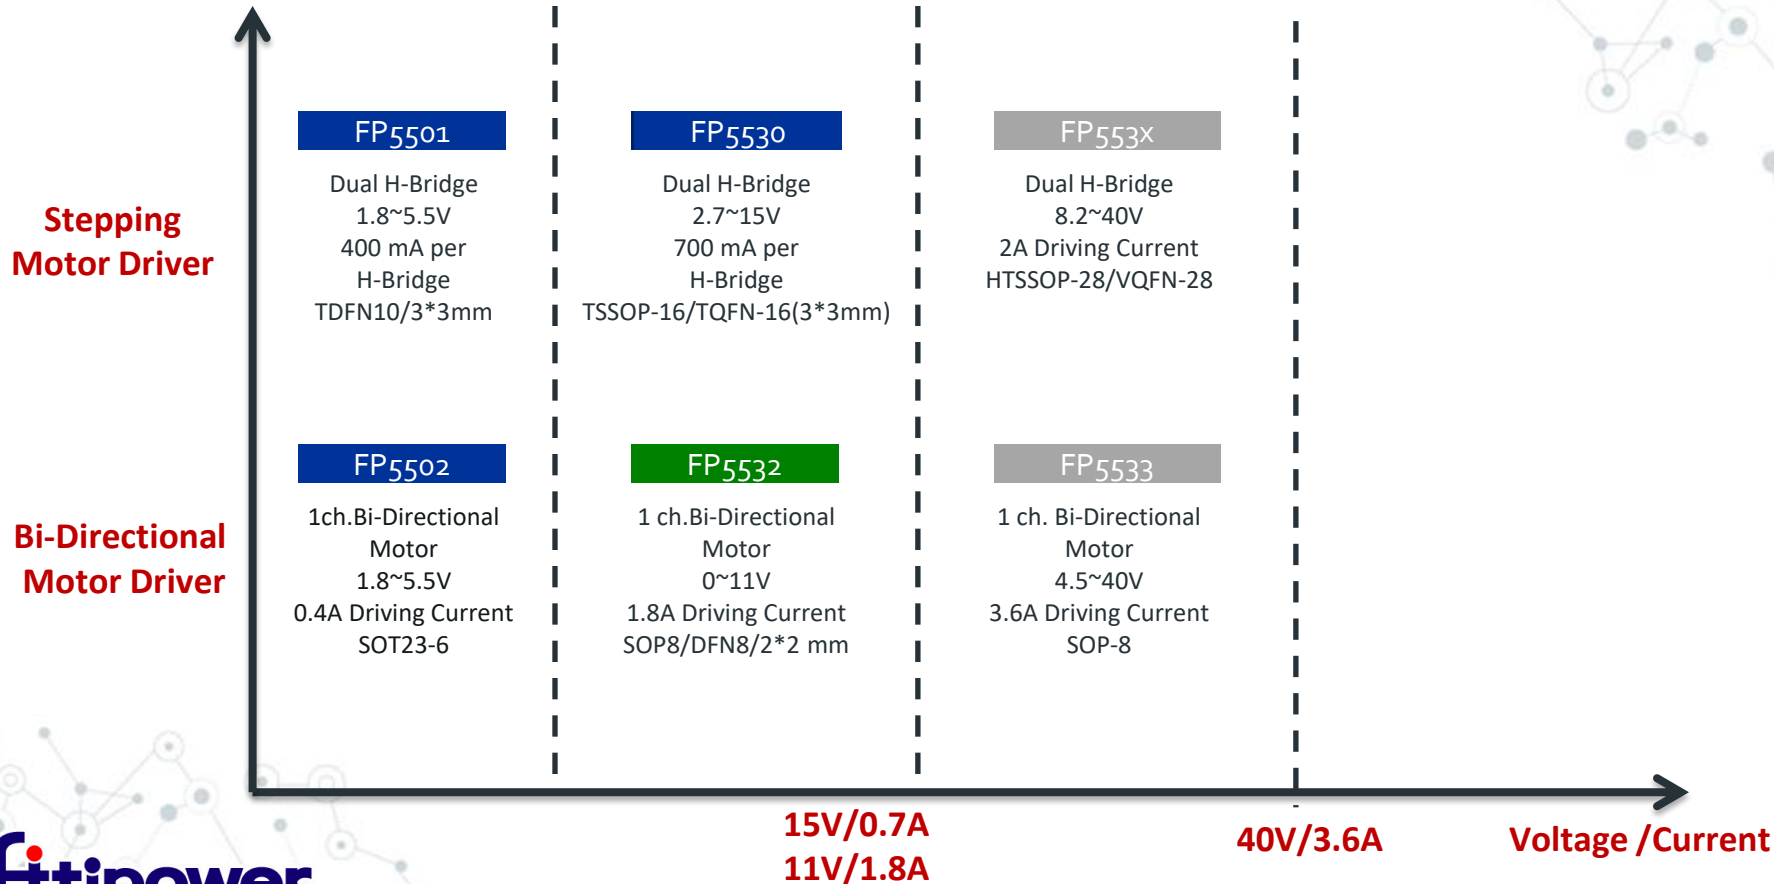 Stepping
Motor Driver
FP5501
Dual H-Bridge
1.8~5.5V
400 mA per
H-Bridge
TDFN10/3*3mm
FP5530
Dual H-Bridge
2.7~15V
700 mA per
H-Bridge
TSSOP-16/TQFN-16(3*3mm)
FP553x
Dual H-Bridge
8.2~40V
2A Driving Current
HTSSOP-28/VQFN-28
Bi-Directional
Motor Driver
FP5502
1ch.Bi-Directional
Motor
1.8~5.5V
0.4A Driving Current
SOT23-6
FP5532
1 ch.Bi-Directional
Motor
0~11V
1.8A Driving Current
SOP8/DFN8/2*2 mm
FP5533
1 ch. Bi-Directional
Motor
4.5~40V
3.6A Driving Current
SOP-8
15V/0.7A
11V/1.8A
40V/3.6A
Voltage /Current
fitipower